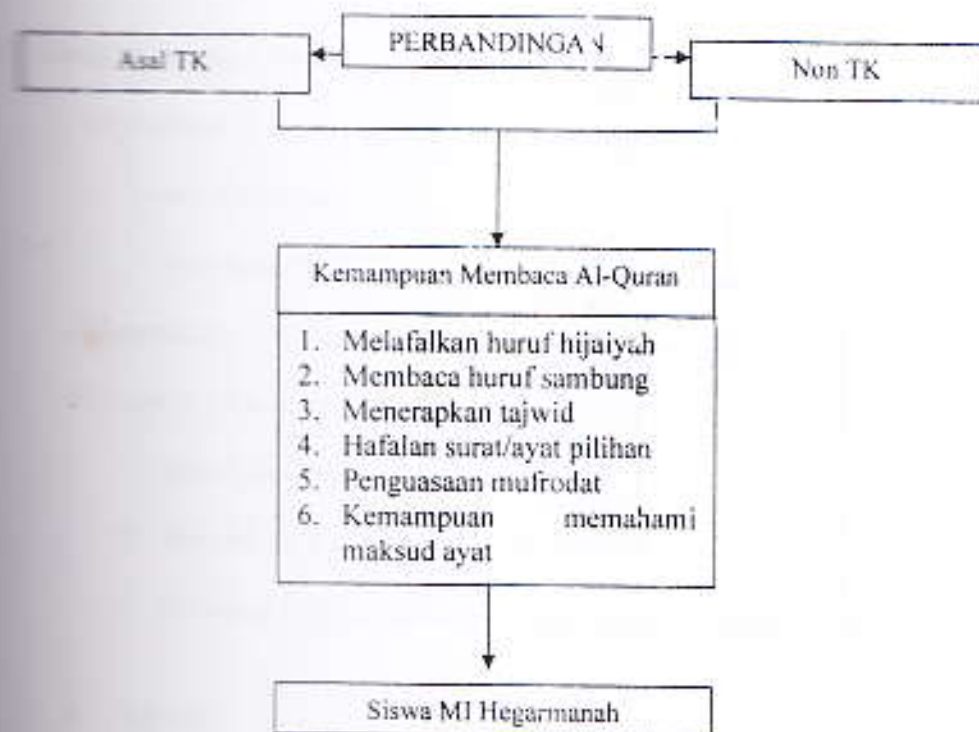 PERBANDINGAN
Asal TK
Non TK
Kemampuan Membaca Al-Quran
1. Melafalkan huruf hijaiyah
2. Membaca huruf sambung
3. Menerapkan tajwid
4. Hafalan surat/ayat pilihan
5. Penguasaan mufrodat
6. Kemampuan memahami
maksud ayat
Siswa MI Hegarmanah